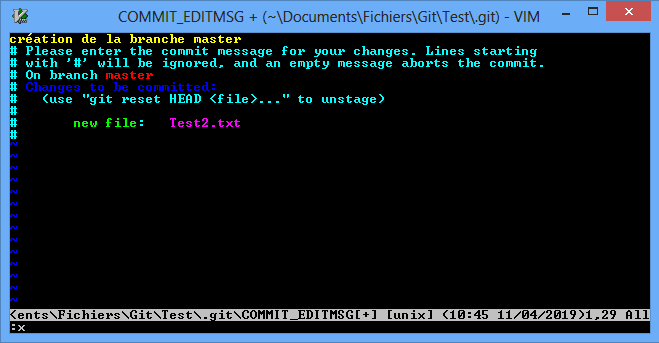 COMMIT_EDITMSG + (~\Documents\Fichiers\Git\Test\.git) - VIM
création de la branche master
# Please enter the commit message for your changes. Lines starting
# with '#' will be ignored, and an empty message aborts the commit.
# On branch master
# Changes to be committed:
#   (use "git reset HEAD <file>..." to unstage)
#
#       new file:   Test2.txt
#
~
~
~
~
~
~
~
~
~
~
~
~
~
~
<ents\Fichiers\Git\Test\.git\COMMIT_EDITMSG[+] [unix] (10:45 11/04/2019)1,29 All
:x